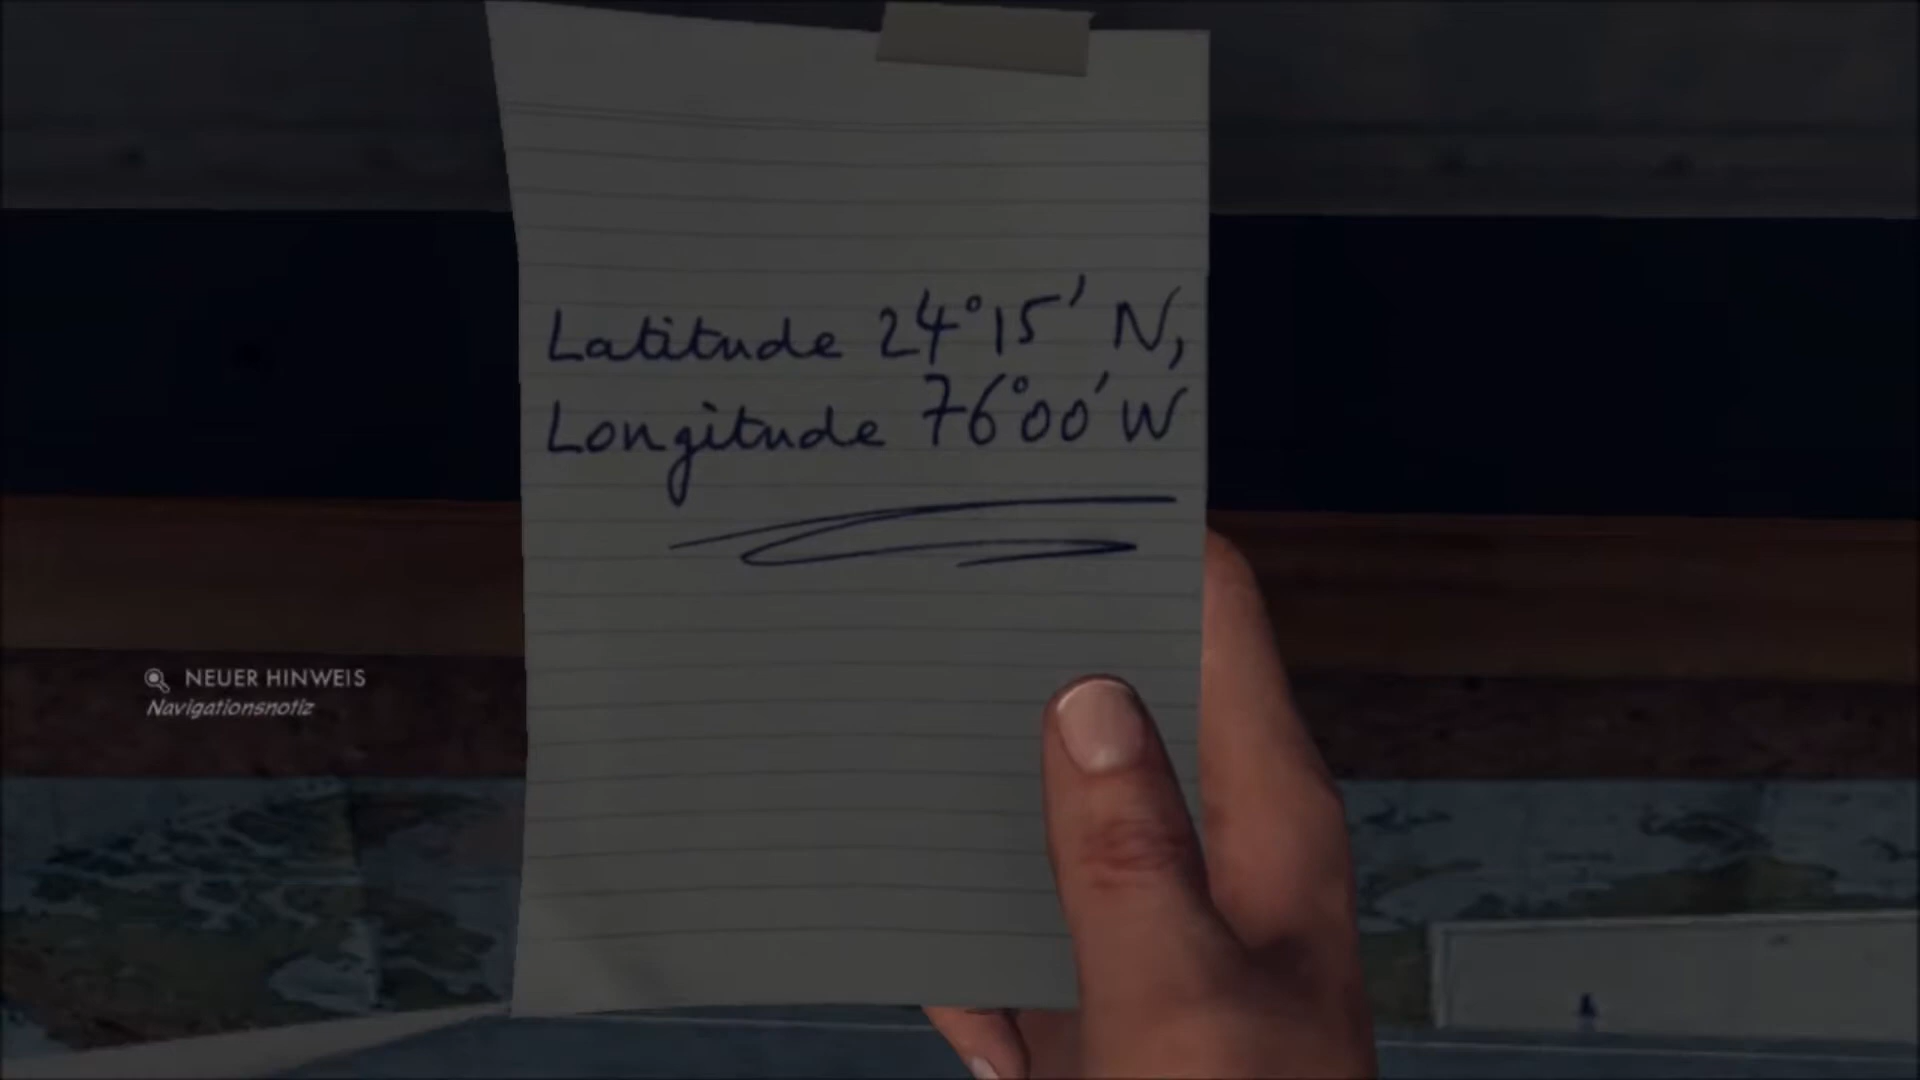 Latitude 24°15' N,
Longitude 76°00' W
NEUER HINWEIS
Navigationsnotiz